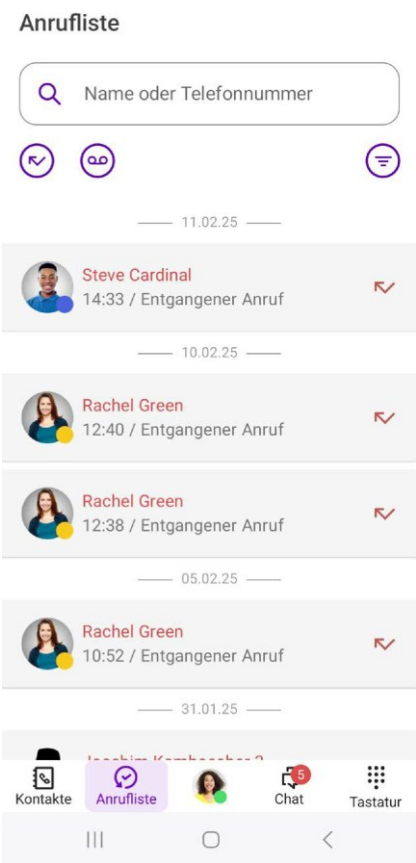 Anrufliste
Name oder Telefonnummer
11.02.25
Steve Cardinal
14:33 / Entgangener Anruf
10.02.25
Rachel Green
12:40 / Entgangener Anruf
Rachel Green
12:38 / Entgangener Anruf
05.02.25
Rachel Green
10:52 / Entgangener Anruf
31.01.25
5
Kontakte Anrufliste Chat Tastatur